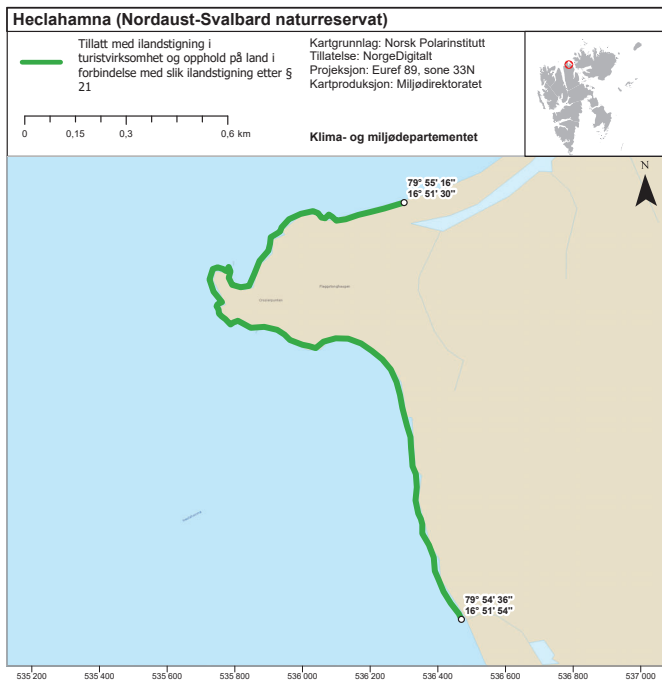 Heclahamna (Nordaust-Svalbard naturreservat)
Tillatt med ilandstigning i
turistvirksomhet og opphold på land i
forbindelse med slik ilandstigning etter §
21
0 0,15 0,3 0,6 km
Kartgrunnlag: Norsk Polarinstitutt
Tillatelse: NorgeDigitalt
Projeksjon: Euref 89, sone 33N
Kartproduksjon: Miljødirektoratet
Klima- og miljødepartementet
N
79° 55' 16"
16° 51' 30"
79° 54' 36"
16° 51' 54"
535 200 535 400 535 600 535 800 536 000 536 200 536 400 536 600 536 800 537 000